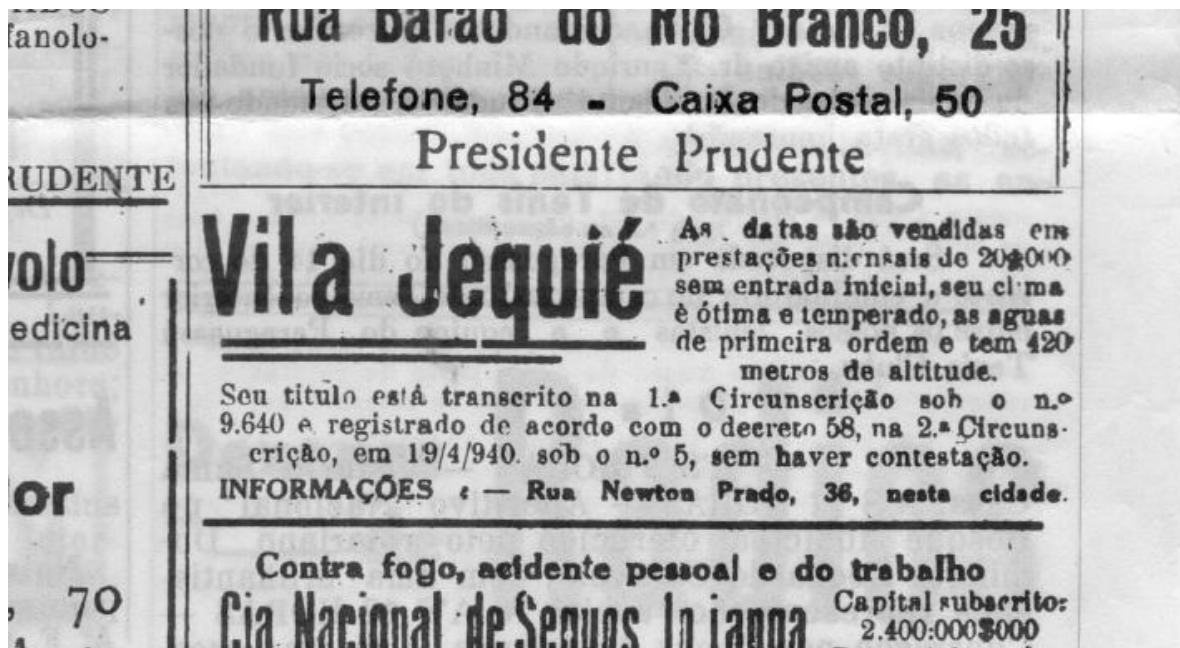 fanolo-
RUDENTE
volo
edicina
or
70
Rua Barão do Rio Branco, 25
Telefone, 84 - Caixa Postal, 50
Presidente Prudente
Vila Jequié
As datas são vendidas em
prestações mensais de 20$000
sem entrada inicial, seu clima
é ótima e temperado, as aguas
de primeira ordem e tem 420
metros de altitude.
Seu titulo está transcrito na 1.ª Circunscrição sob o n.º
9.640 e registrado de acordo com o decreto 58, na 2.ª Circuns-
crição, em 19/4/940. sob o n.º 5, sem haver contestação.
INFORMAÇÕES : Rua Newton Prado, 36, nesta cidade.
Contra fogo, acidente pessoal e do trabalho
Cia Nacional de Seguros Ipiranga
Capital subscrito:
2.400:000$000